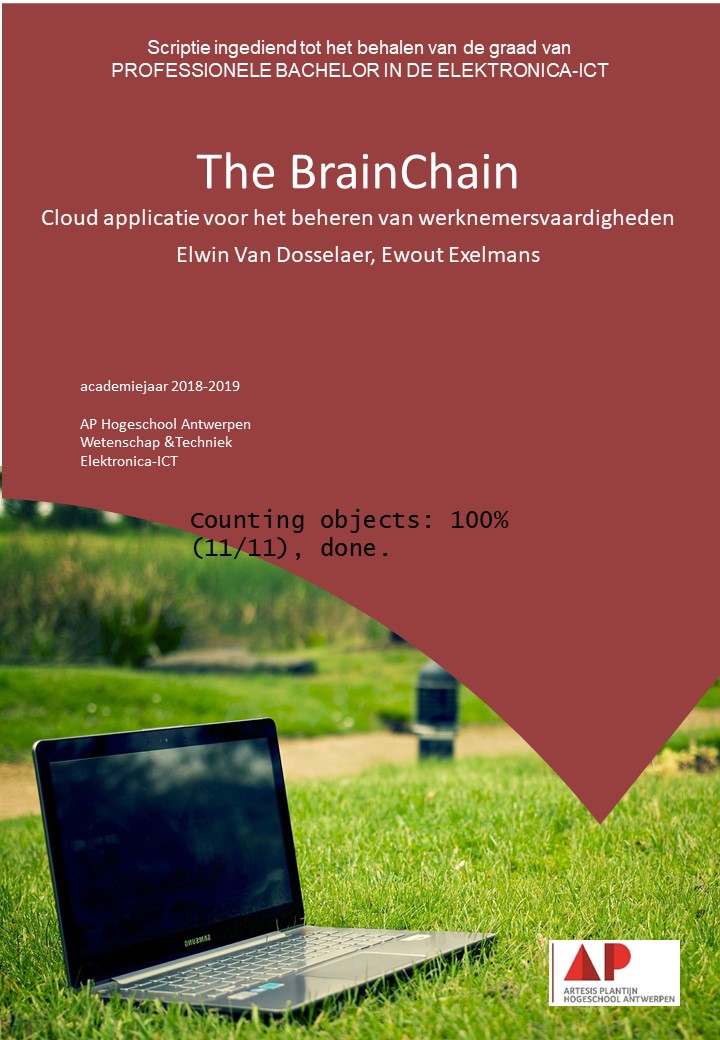 Scriptie ingediend tot het behalen van de graad van
PROFESSIONELE BACHELOR IN DE ELEKTRONICA-ICT
The BrainChain
Cloud applicatie voor het beheren van werknemersvaardigheden
Elwin Van Dosselaer, Ewout Exelmans
academiejaar 2018-2019
AP Hogeschool Antwerpen
Wetenschap &Techniek
Elektronica-ICT
Counting objects: 100%
(11/11), done.
SAMSUNG
AP
ARTESIS PLANTIJN
HOGESCHOOL ANTWERPEN